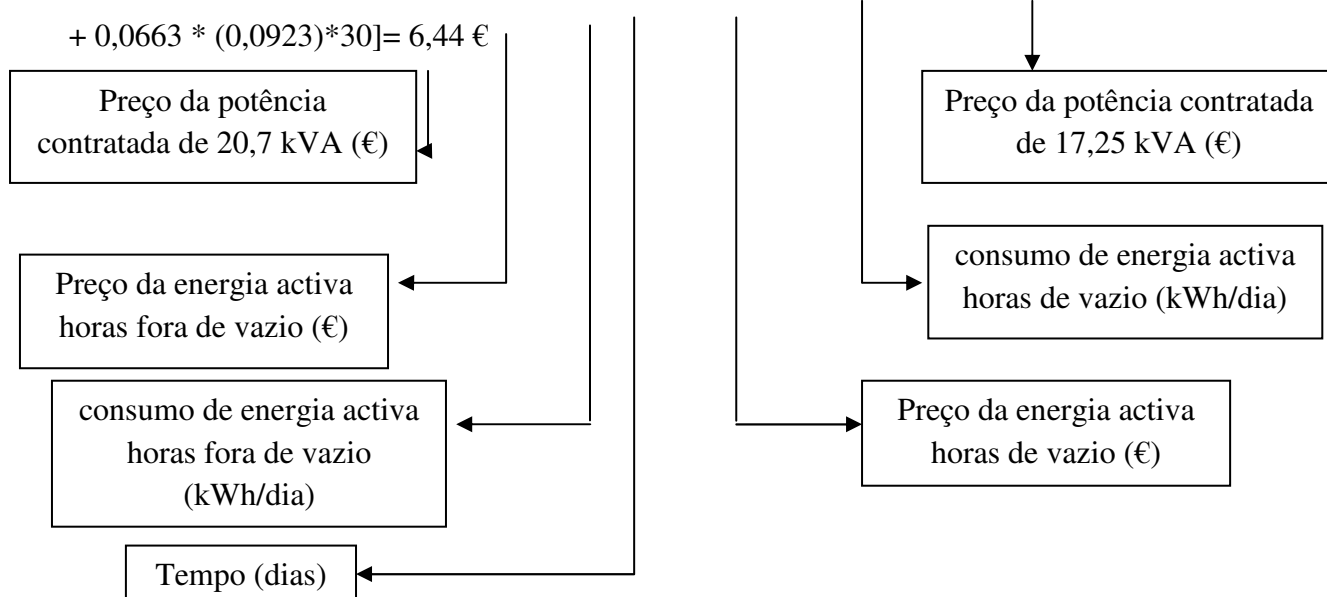 + 0,0663 * (0,0923)*30]= 6,44 €
Preço da potência
contratada de 20,7 kVA (€)
Preço da potência contratada
de 17,25 kVA (€)
Preço da energia activa
horas fora de vazio (€)
consumo de energia activa
horas de vazio (kWh/dia)
consumo de energia activa
horas fora de vazio
(kWh/dia)
Preço da energia activa
horas de vazio (€)
Tempo (dias)